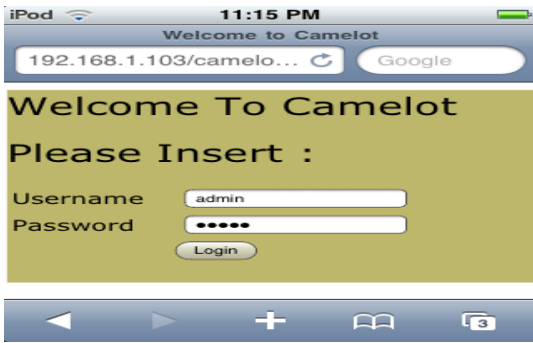 iPod 11:15 PM
Welcome to Camelot
192.168.1.103/camelo... Google
Welcome To Camelot
Please Insert :
Username admin
Password •••••
Login
3